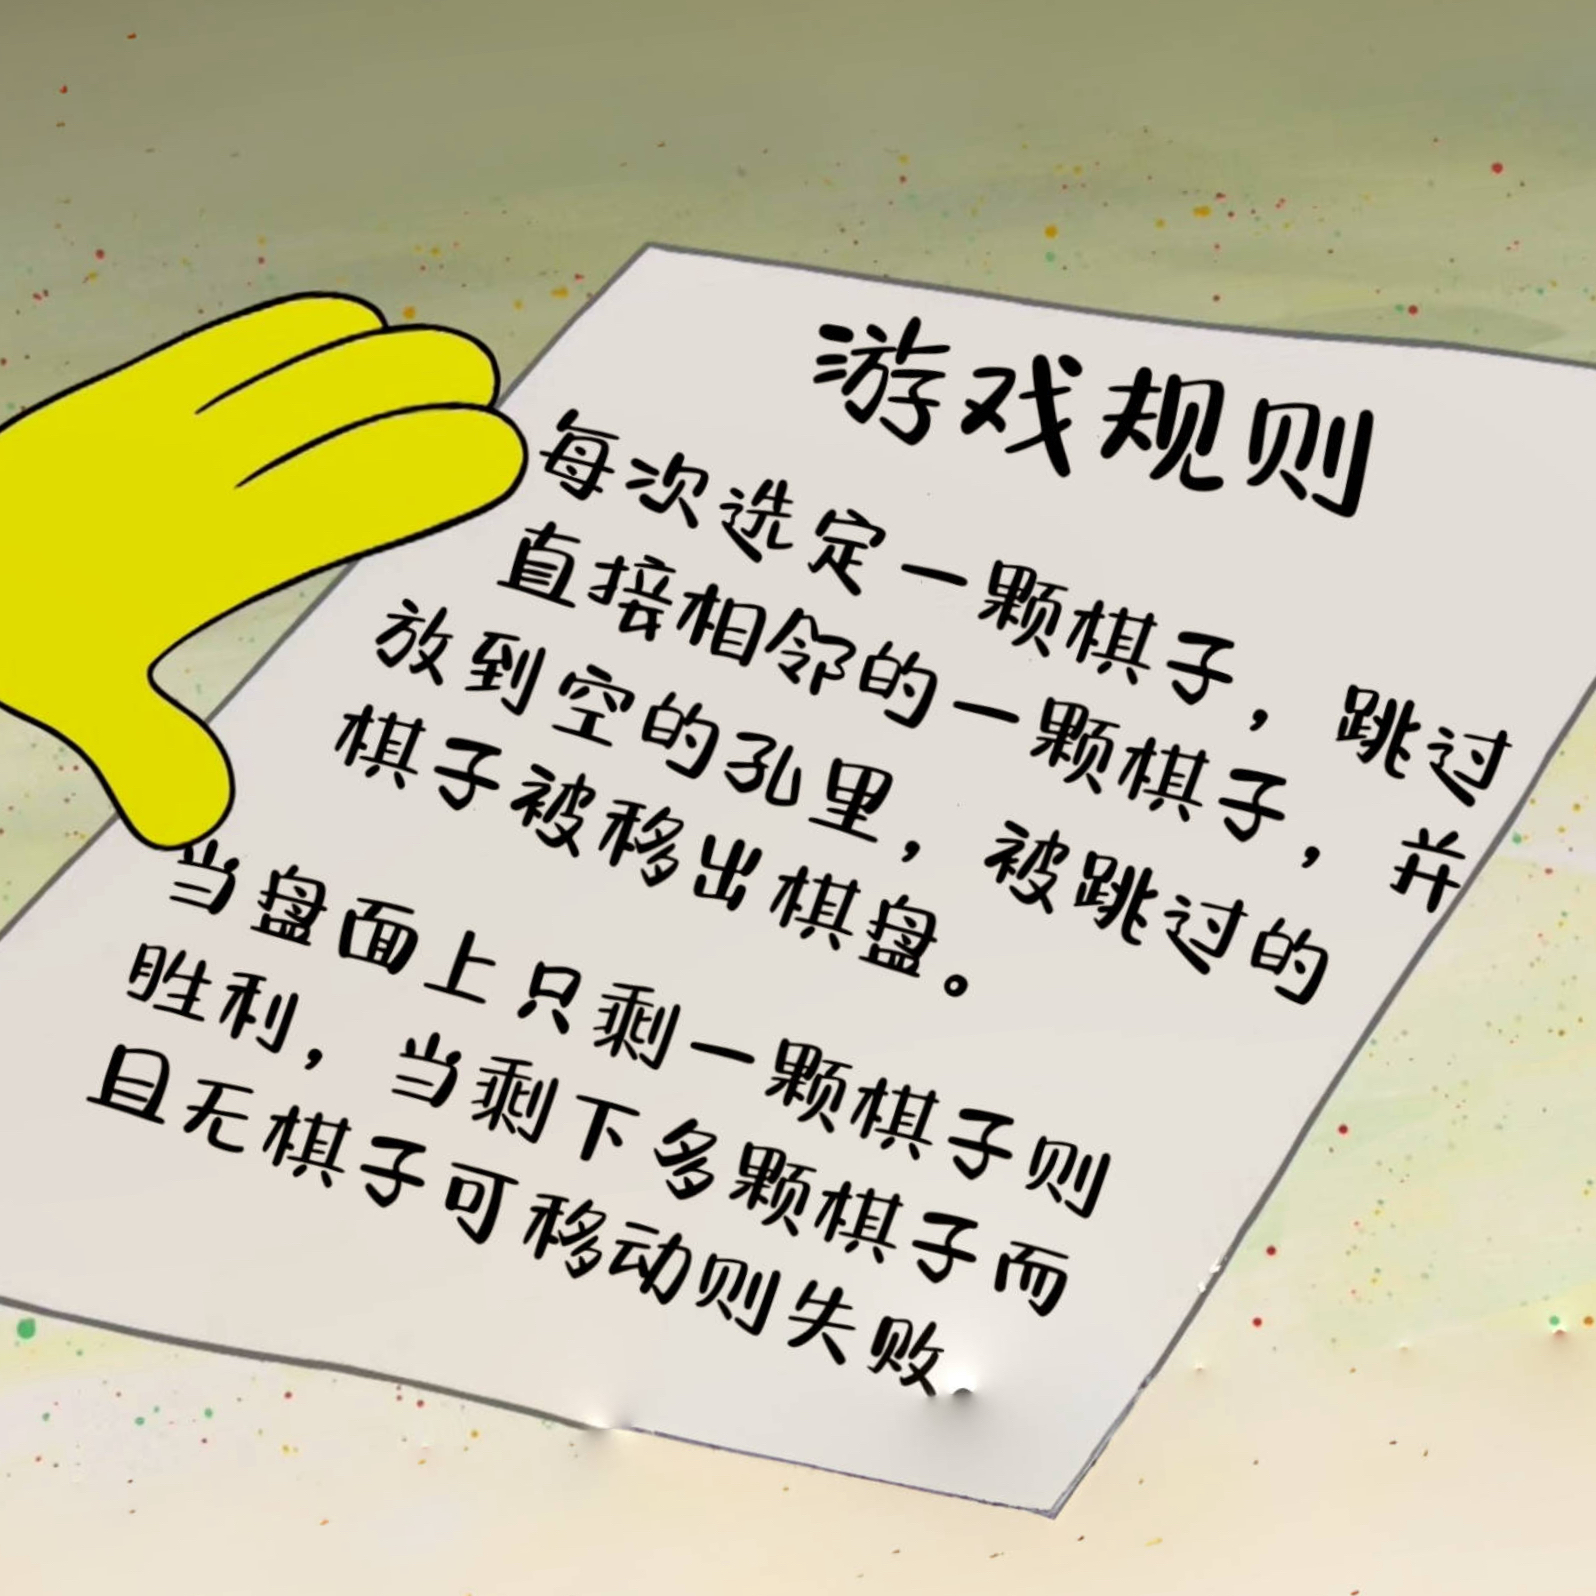 游戏规则
每次选定一颗棋子，跳过
直接相邻的一颗棋子，并
放到空的孔里，被跳过的
棋子被移出棋盘。
当盘面上只剩一颗棋子则
胜利，当剩下多颗棋子而
且无棋子可移动则失败